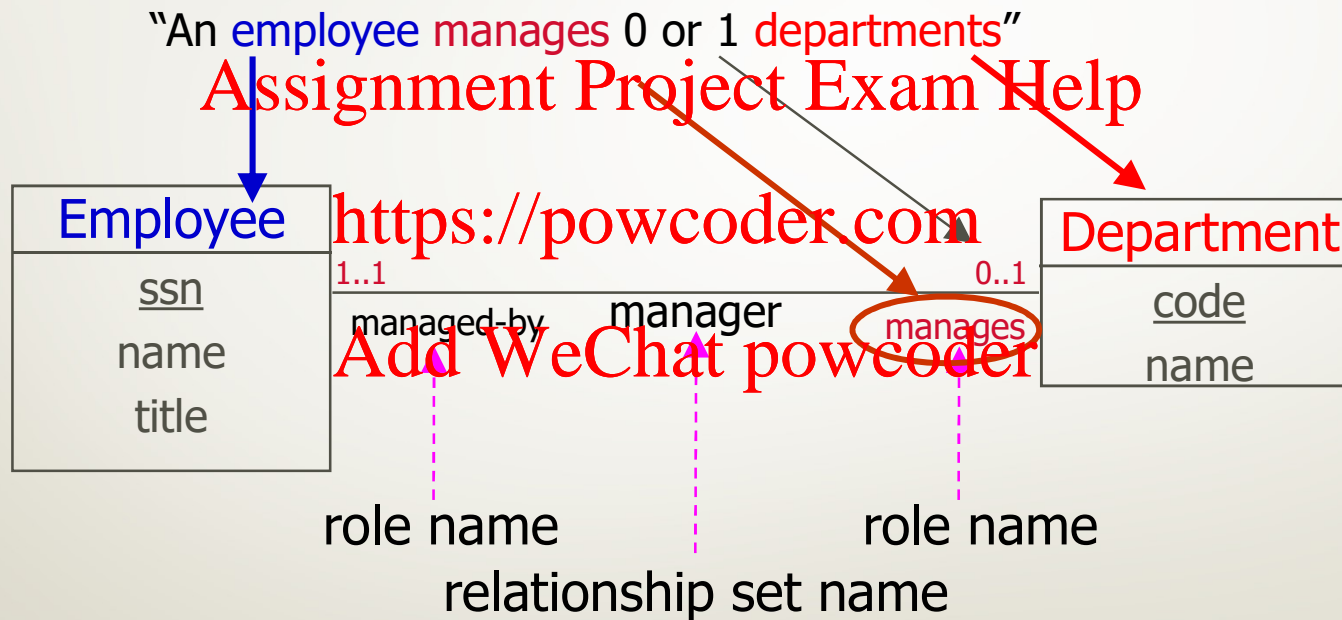 “An employee manages 0 or 1 departments”
Assignment Project Exam Help
Employee
https://powcoder.com
Department
1..1
0..1
ssn
name
title
managed-by
manager
manages
code
name
Add WeChat powcoder
role name
role name
relationship set name